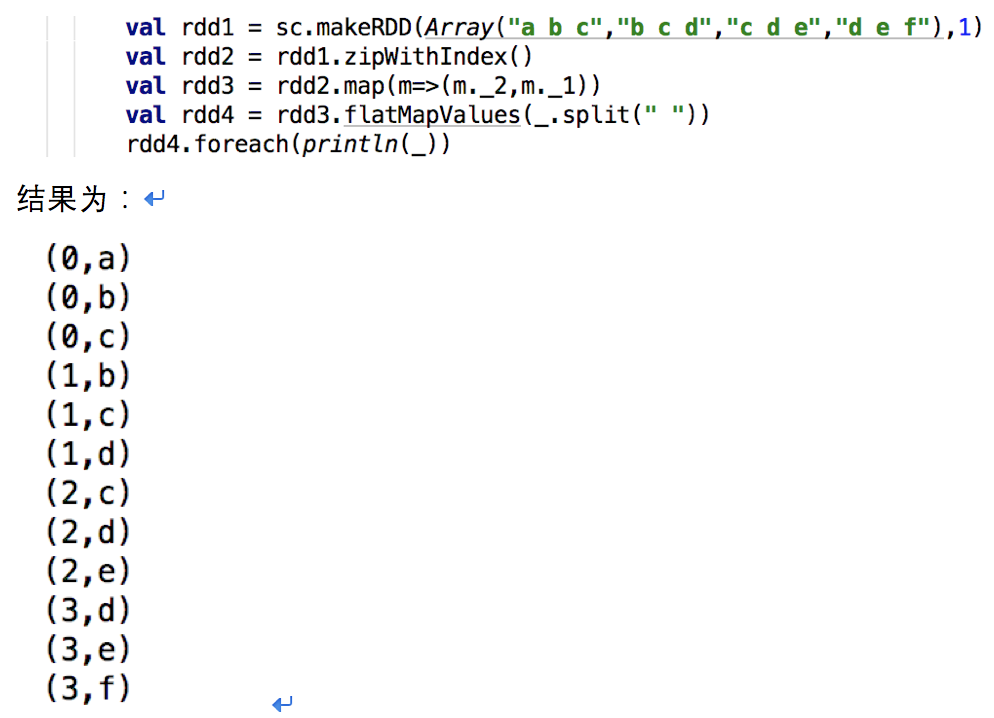 val rdd1 = sc.makeRDD(Array("a b c","b c d","c d e","d e f"),1)
val rdd2 = rdd1.zipWithIndex()
val rdd3 = rdd2.map(m=>(m._2,m._1))
val rdd4 = rdd3.flatMapValues(_.split(" "))
rdd4.foreach(println(_))
结果为：
(0,a)
(0,b)
(0,c)
(1,b)
(1,c)
(1,d)
(2,c)
(2,d)
(2,e)
(3,d)
(3,e)
(3,f)